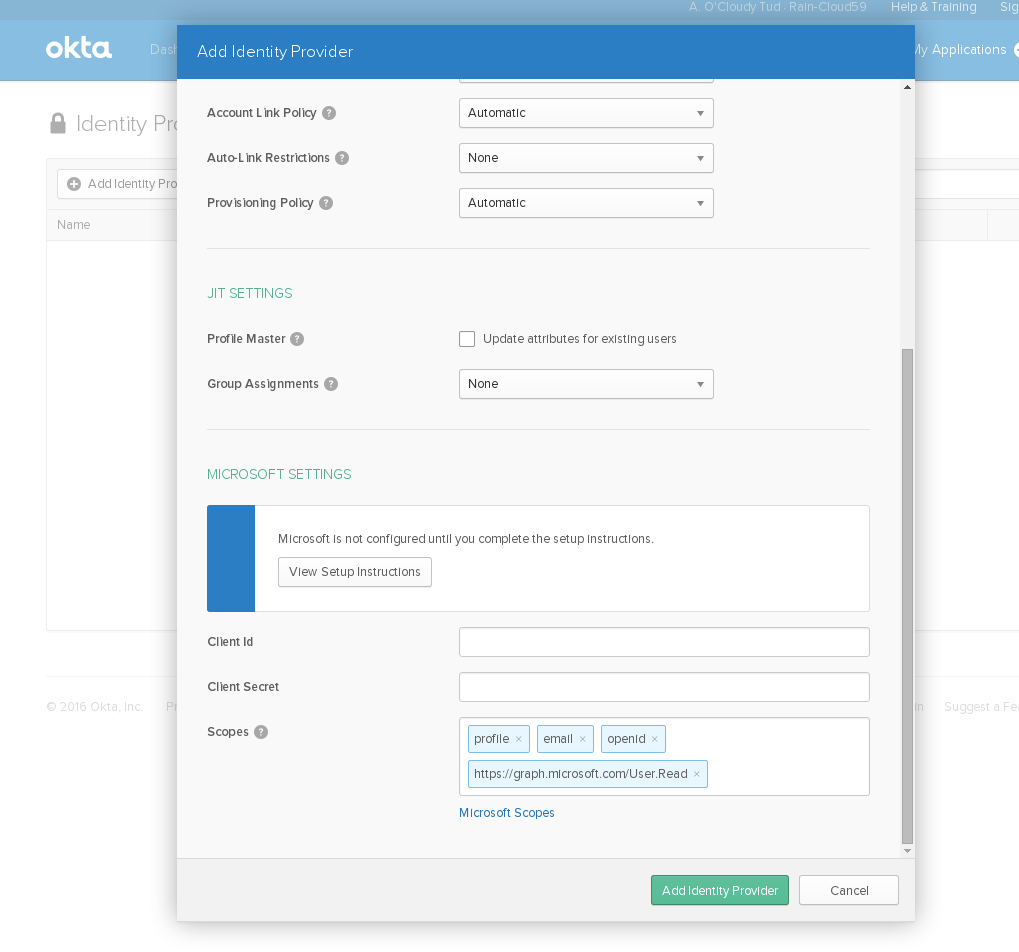 A. O'Cloudy Tud · Rain-Cloud59 Help & Training Sig
okta
Dash
My Applications
Add Identity Provider
Identity Pro
Add Identity Pro
Name
Account Link Policy ? Automatic
Auto-Link Restrictions ? None
Provisioning Policy ? Automatic
JIT SETTINGS
Profile Master ? Update attributes for existing users
Group Assignments ? None
MICROSOFT SETTINGS
Microsoft is not configured until you complete the setup instructions.
View Setup Instructions
Client Id
Client Secret
Scopes ? profile × email × openid ×
https://graph.microsoft.com/User.Read ×
Microsoft Scopes
© 2016 Okta, Inc. Pr
in Suggest a Fea
Add Identity Provider Cancel